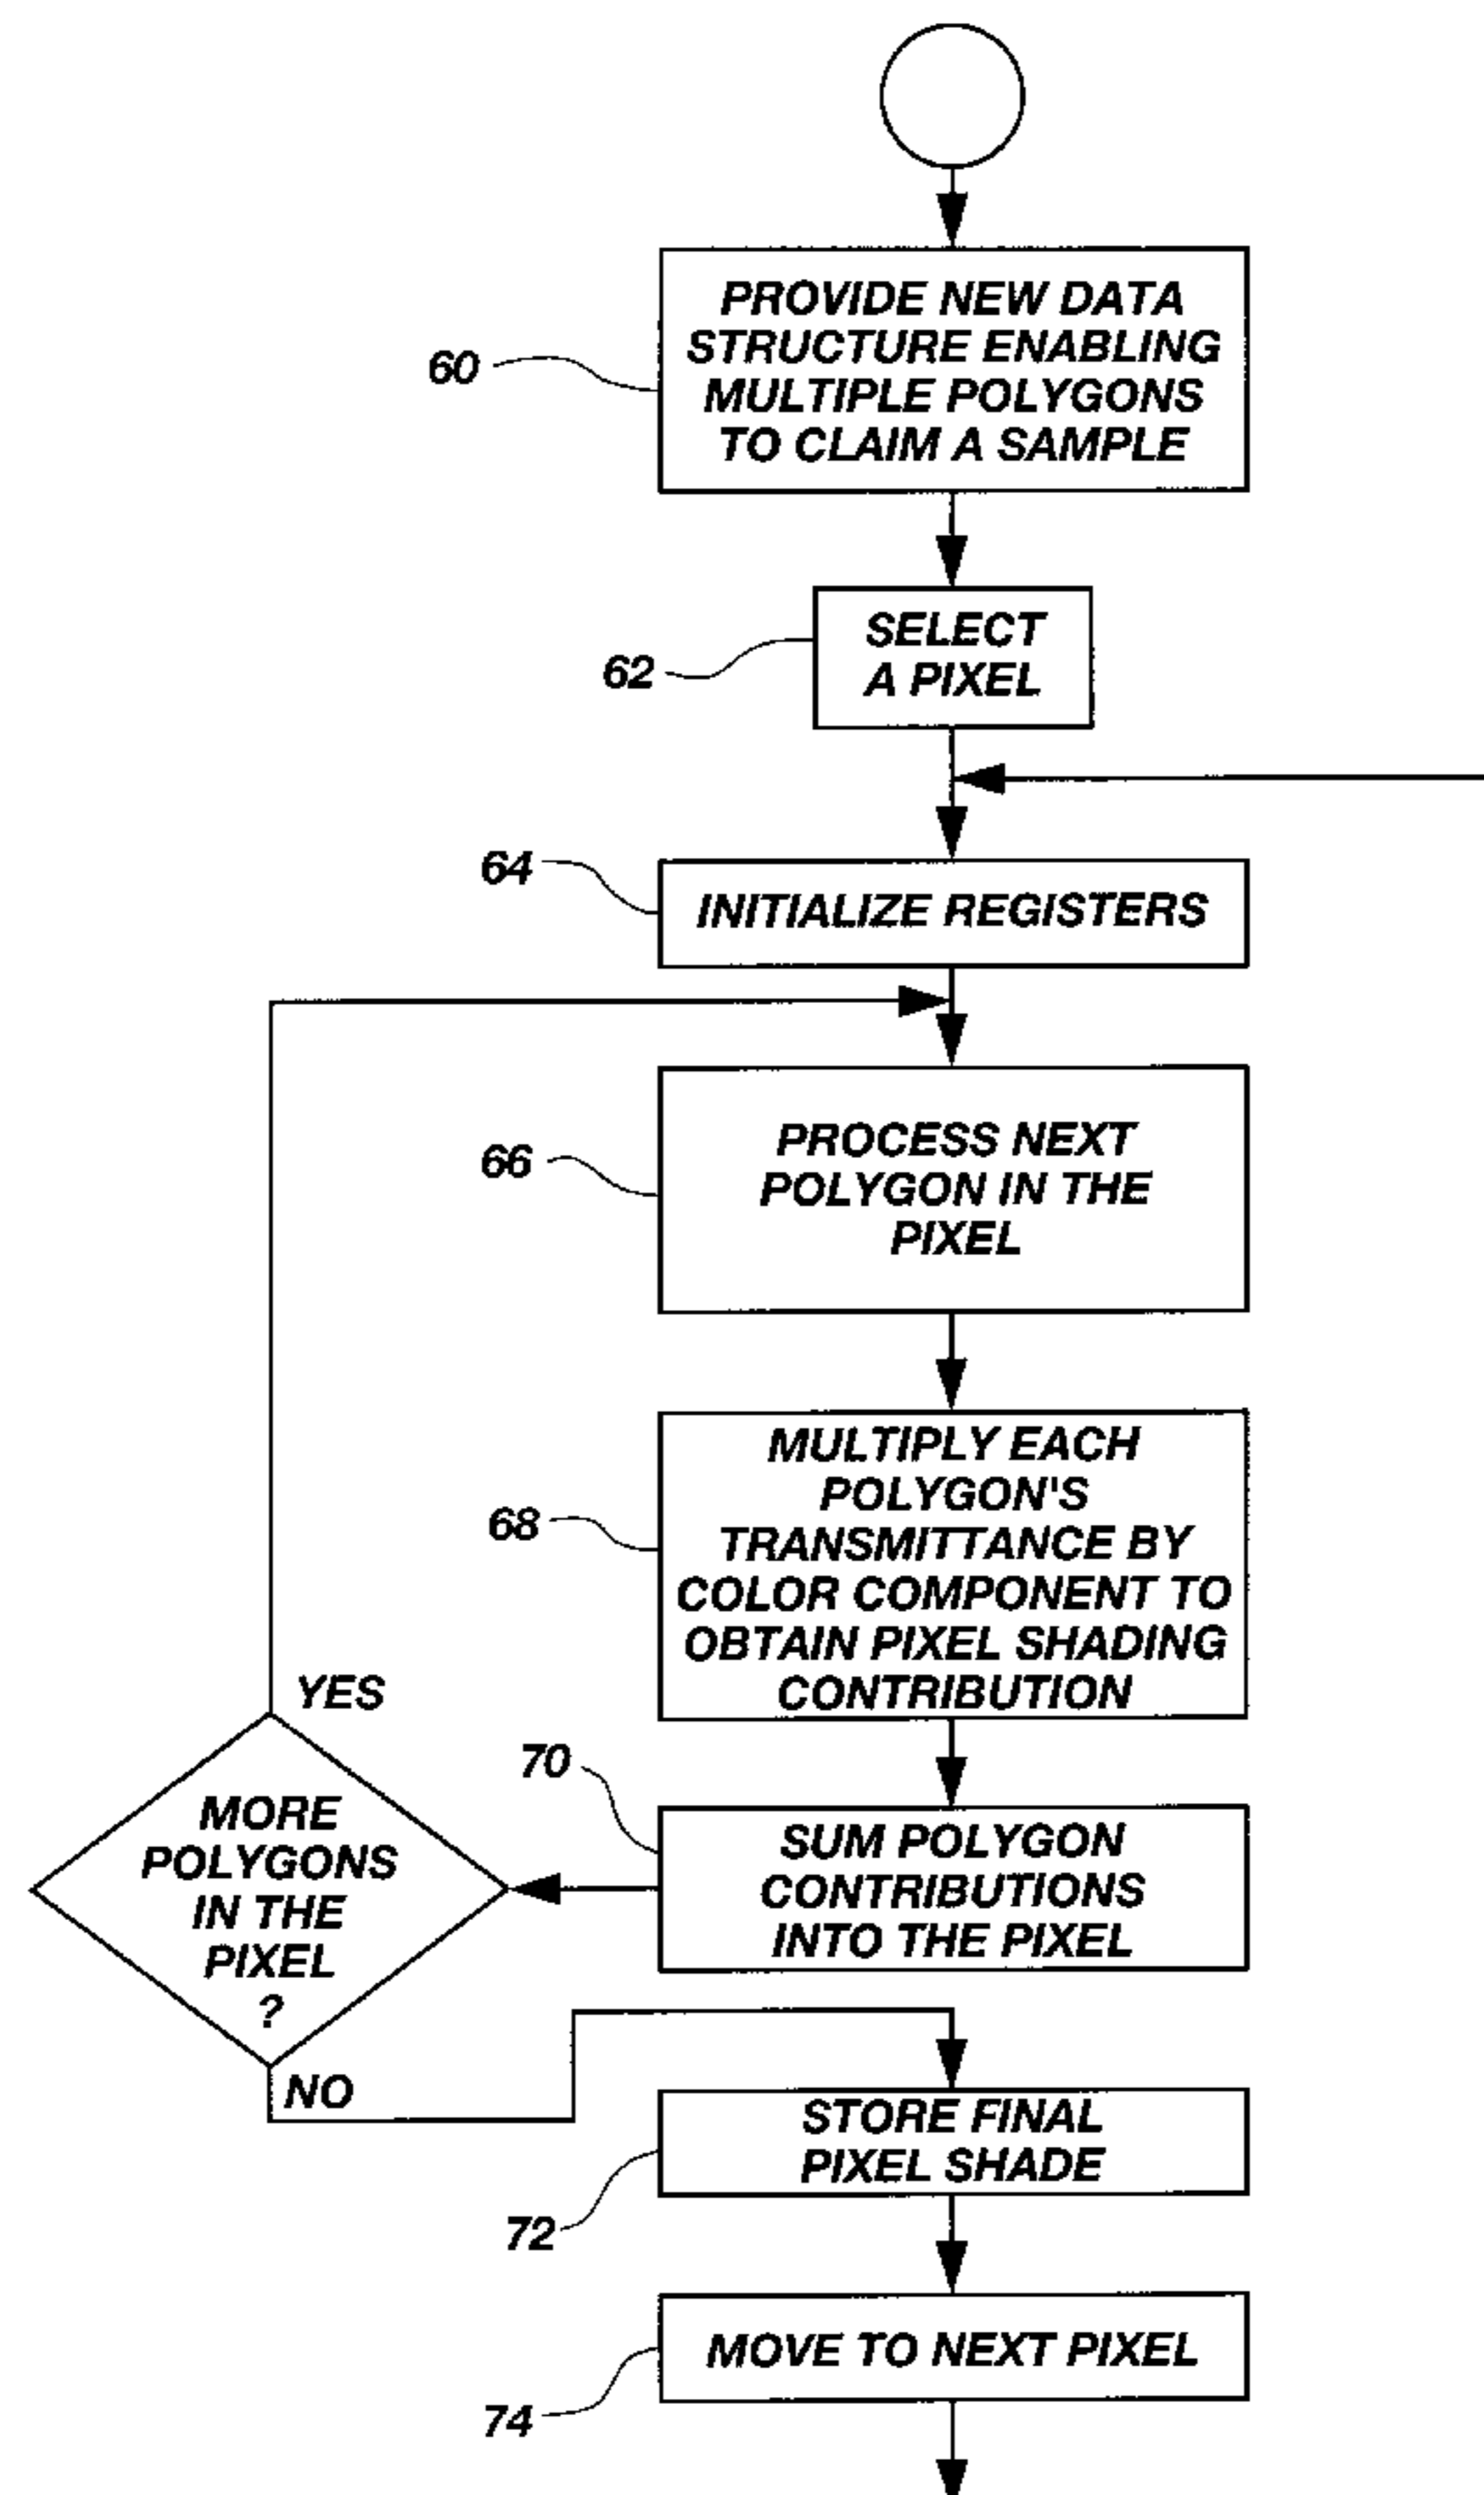 PROVIDE NEW DATA
STRUCTURE ENABLING
MULTIPLE POLYGONS
TO CLAIM A SAMPLE
60
SELECT
A PIXEL
62
64
INITIALIZE REGISTERS
PROCESS NEXT
POLYGON IN THE
PIXEL
66
MULTIPLY EACH
POLYGON'S
TRANSMITTANCE BY
COLOR COMPONENT TO
OBTAIN PIXEL SHADING
CONTRIBUTION
68
YES
70
SUM POLYGON
CONTRIBUTIONS
INTO THE PIXEL
MORE
POLYGONS
IN THE
PIXEL
?
NO
STORE FINAL
PIXEL SHADE
72
MOVE TO NEXT PIXEL
74